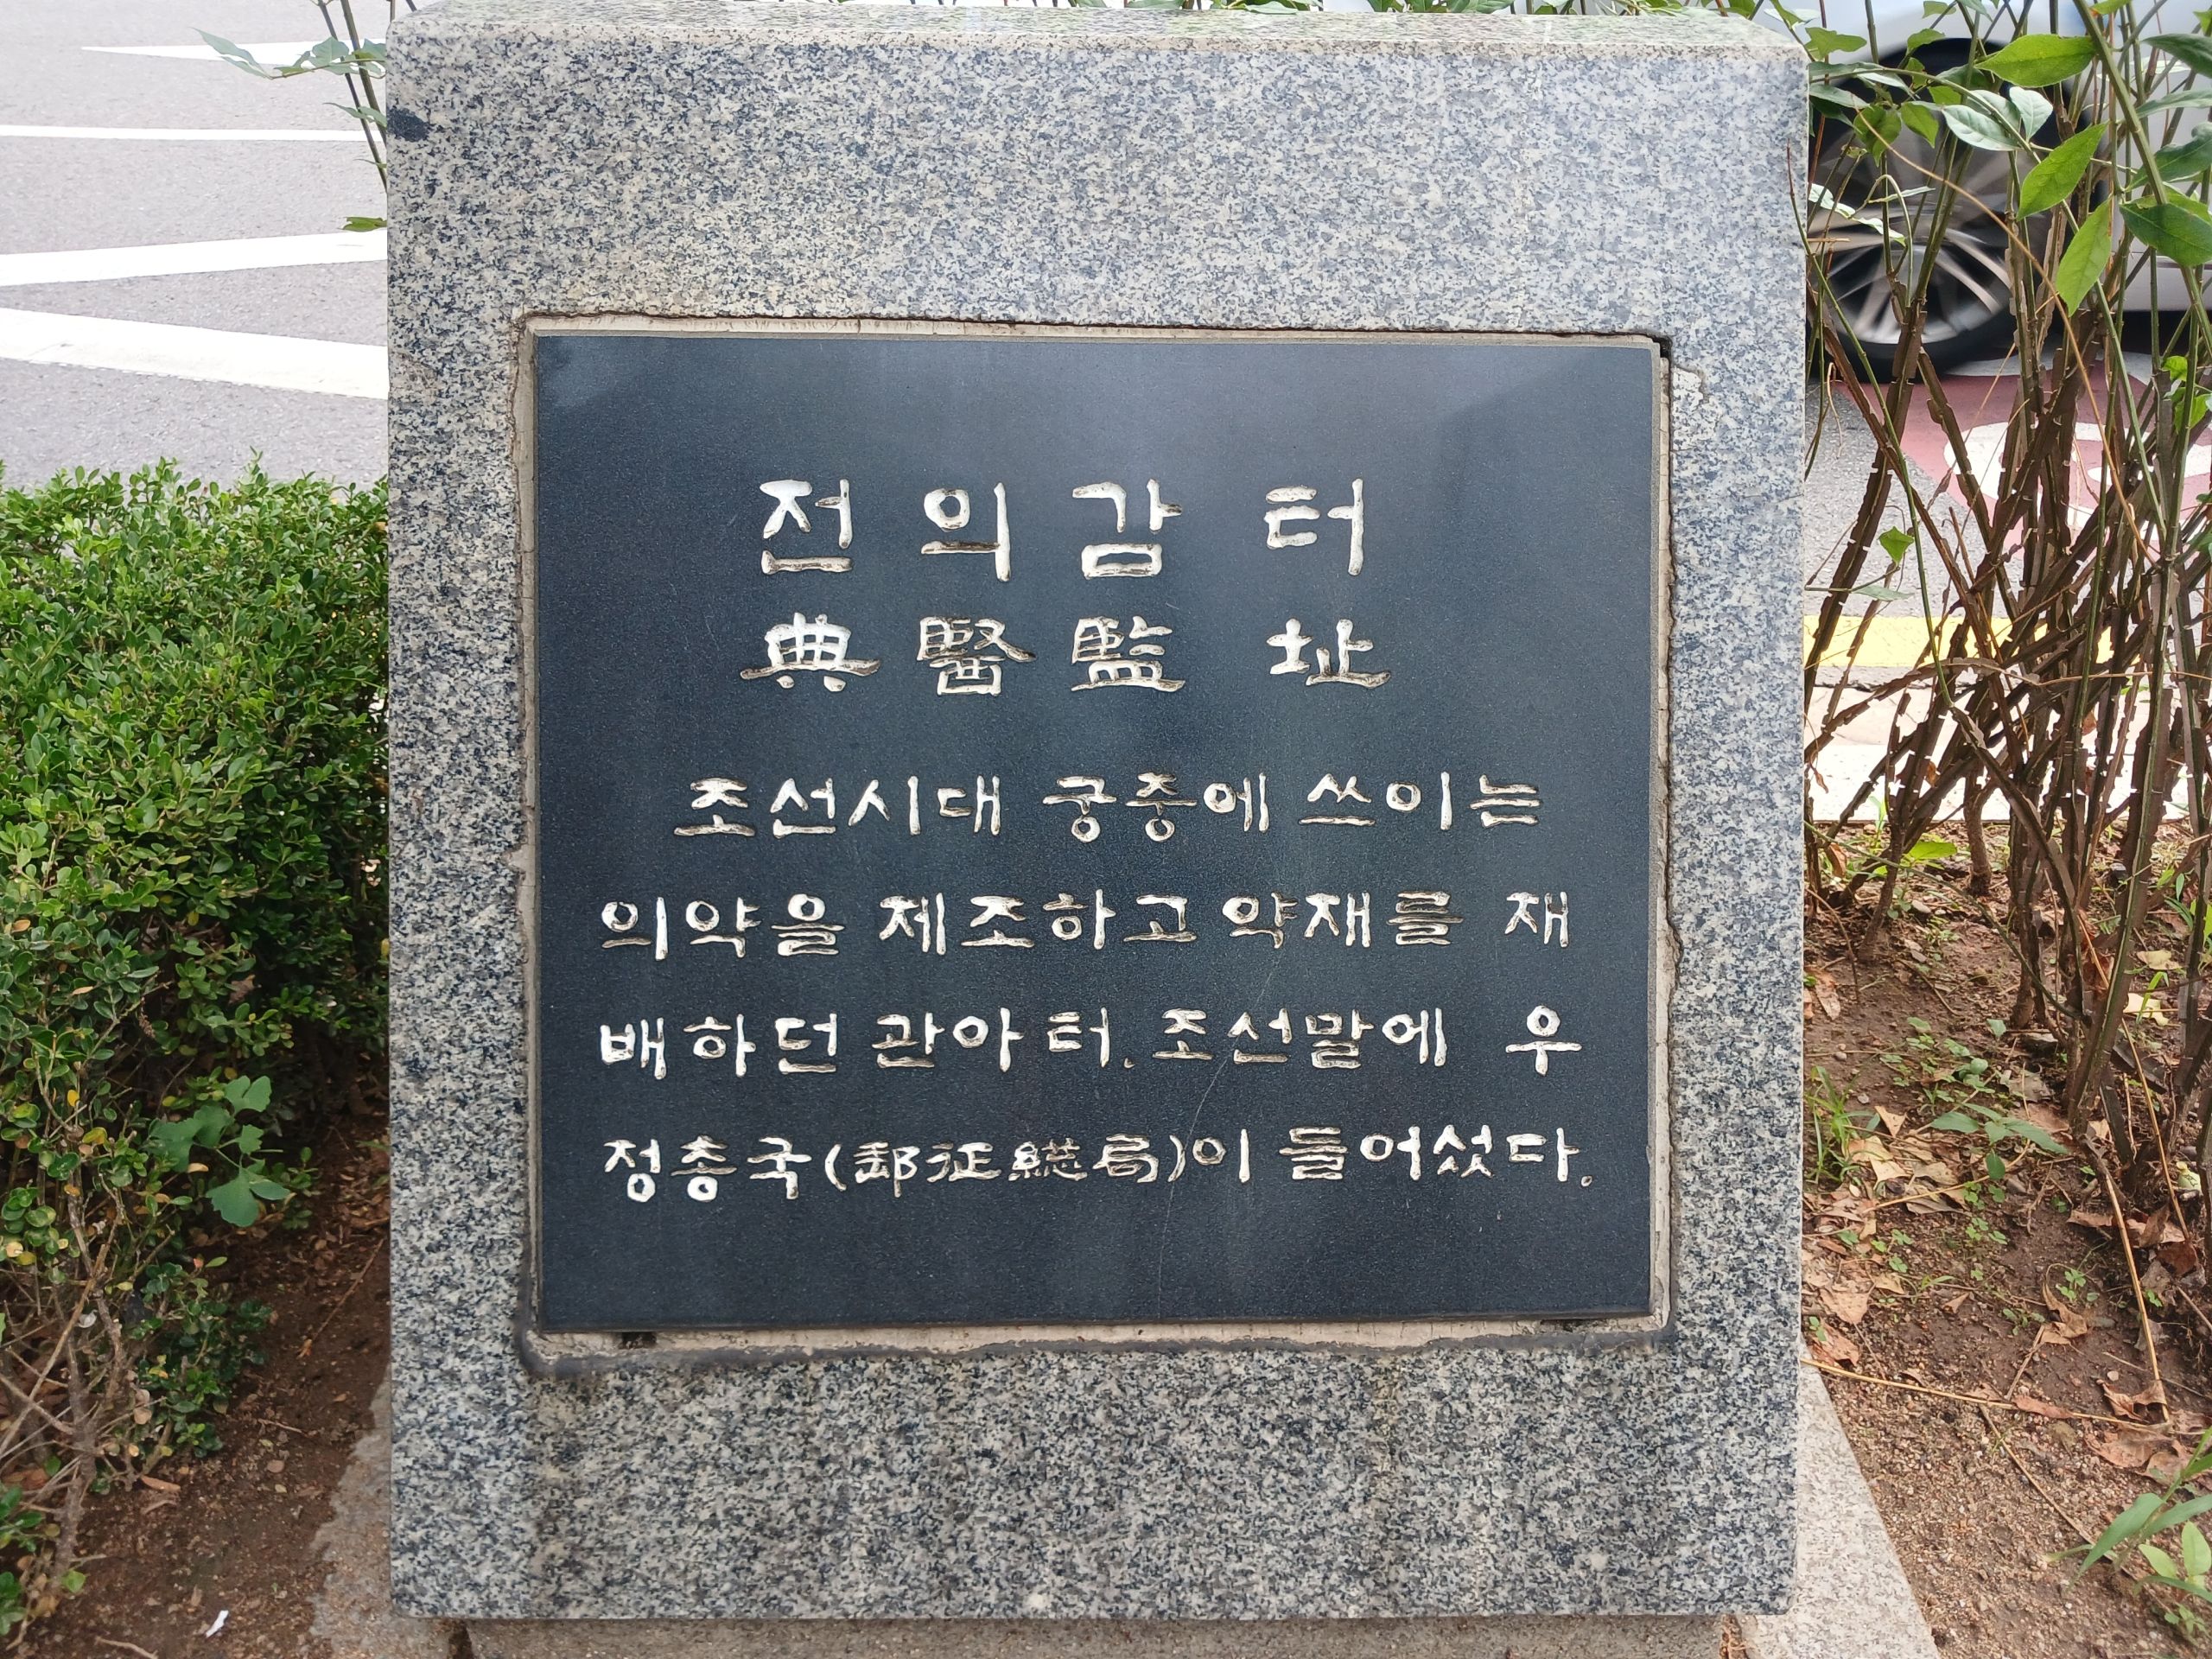 전의감 터
典醫監 址
조선시대 궁중에 쓰이는
의약을 제조하고 약재를 재
배하던 관아 터. 조선말에 우
정총국(郵征総局)이 들어섰다.